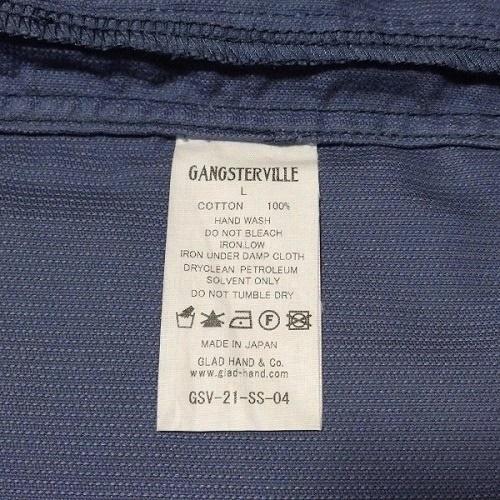 GANGSTERVILLE
L
COTTON 100%
HAND WASH
DO NOT BLEACH
IRON.LOW
IRON UNDER DAMP CLOTH
DRYCLEAN PETROLEUM
SOLVENT ONLY
DO NOT TUMBLE DRY
F
MADE IN JAPAN
GLAD HAND & Co.
www.glad-hand.com
GSV-21-SS-04